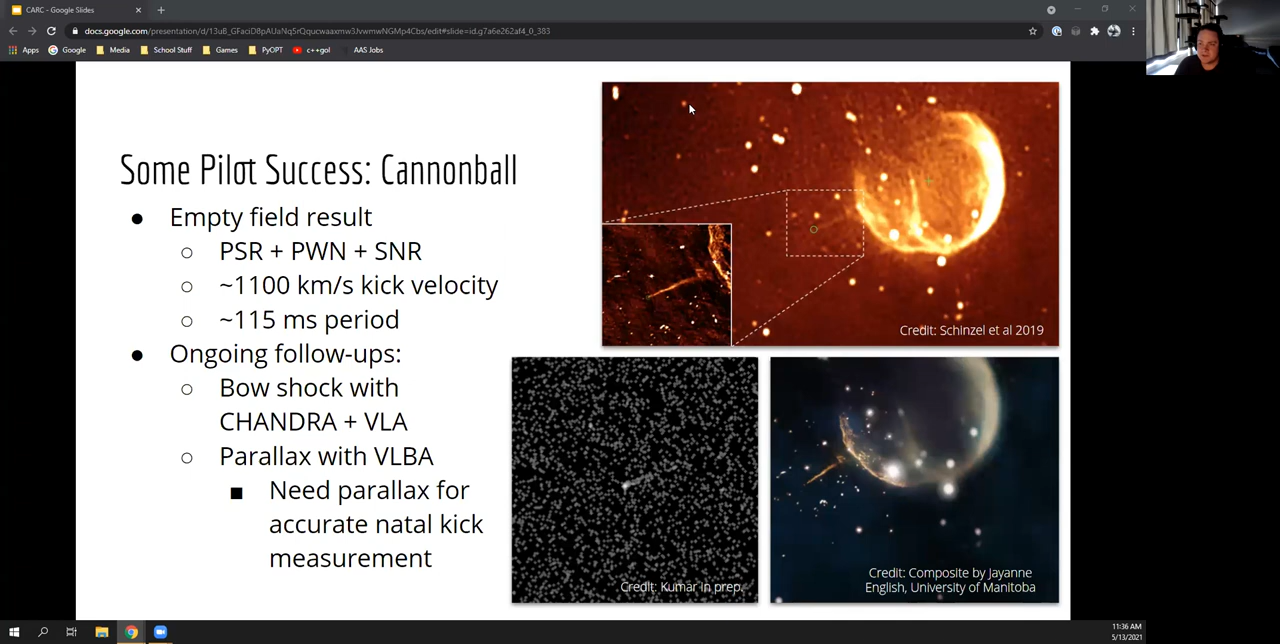 CARC - Google Slides
docs.google.com/presentation/d/13uB_GFaciD8pAUaNq5rQqucwaaxmw3JvwmwNGMp4Cbs/edit#slide=id.g7a6e262af4_0_383
Apps Google Media School Stuff Games PyOPT c++gol AAS Jobs
Some Pilot Success: Cannonball
● Empty field result
○ PSR + PWN + SNR
○ ~1100 km/s kick velocity
○ ~115 ms period
● Ongoing follow-ups:
○ Bow shock with
CHANDRA + VLA
○ Parallax with VLBA
■ Need parallax for
accurate natal kick
measurement
Credit: Schinzel et al 2019
Credit: Kumar in prep.
Credit: Composite by Jayanne
English, University of Manitoba
11:36 AM
5/13/2021